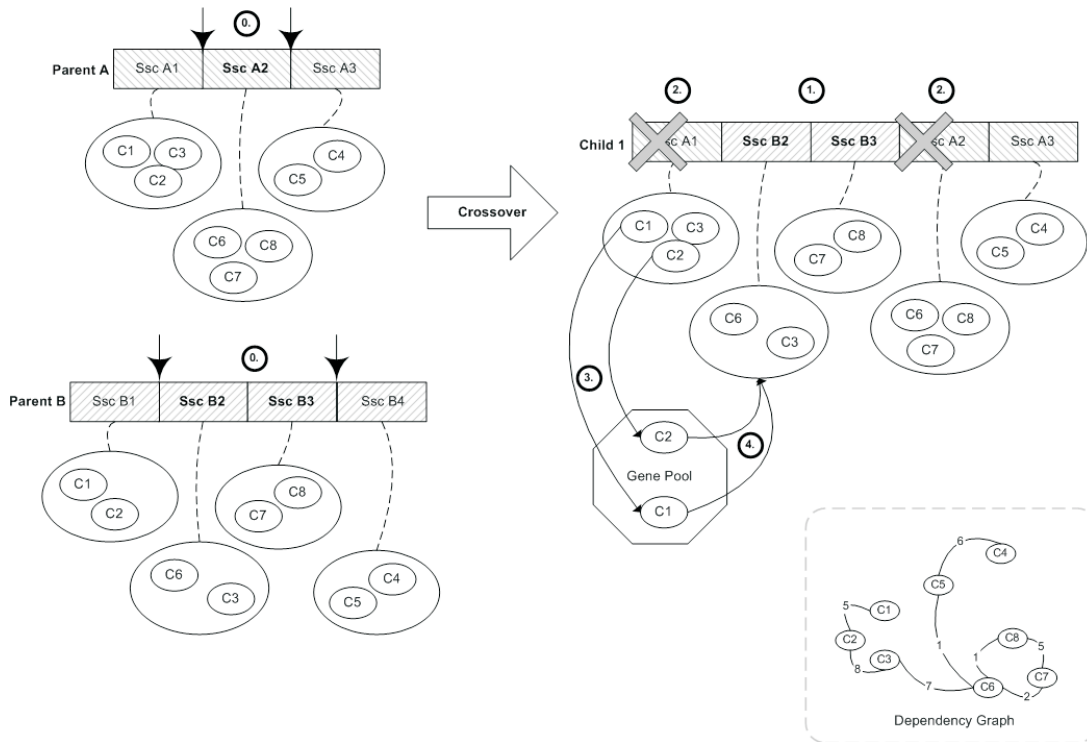 0.
Parent A
Ssc A1 Ssc A2 Ssc A3
C1 C3 C2
C4 C5
C6 C8 C7
0.
Parent B
Ssc B1 Ssc B2 Ssc B3 Ssc B4
C1 C2
C8 C7
C6 C3
C4 C5
Crossover
2. 1. 2.
Child 1
sc A1 Ssc B2 Ssc B3 A2 Ssc A3
C1 C3 C2
C8 C7
C4 C5
C6 C3
C6 C8 C7
3.
4.
C2
Gene Pool
C1
6 C4
C5
5 C1
C2
8 C3
1
7
C6
1
C8
5
C7
2
Dependency Graph